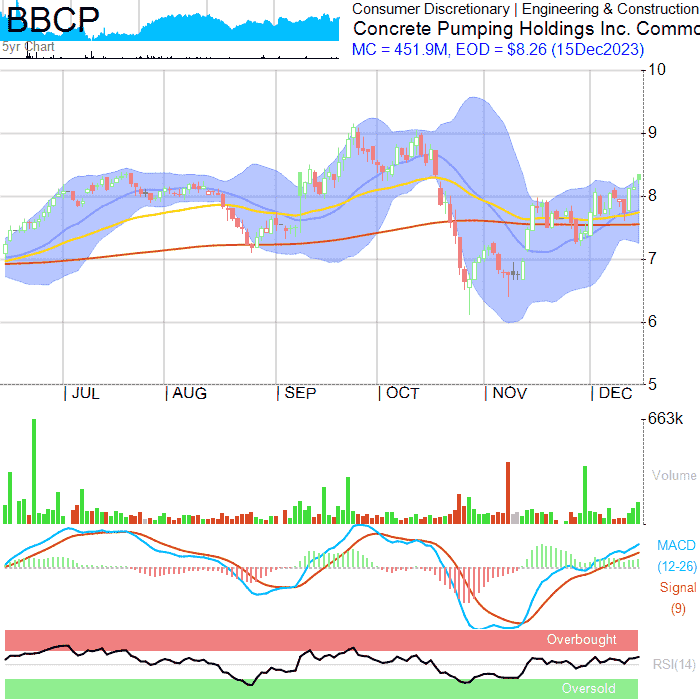 BBCP
5yr Chart
Consumer Discretionary | Engineering & Construction
Concrete Pumping Holdings Inc. Commo
MC = 451.9M, EOD = $8.26 (15Dec2023)
10
9
8
7
6
5
| JUL | AUG | SEP | OCT | NOV | DEC
663k
Volume
MACD
(12-26)
Signal
(9)
Overbought
RSI(14)
Oversold